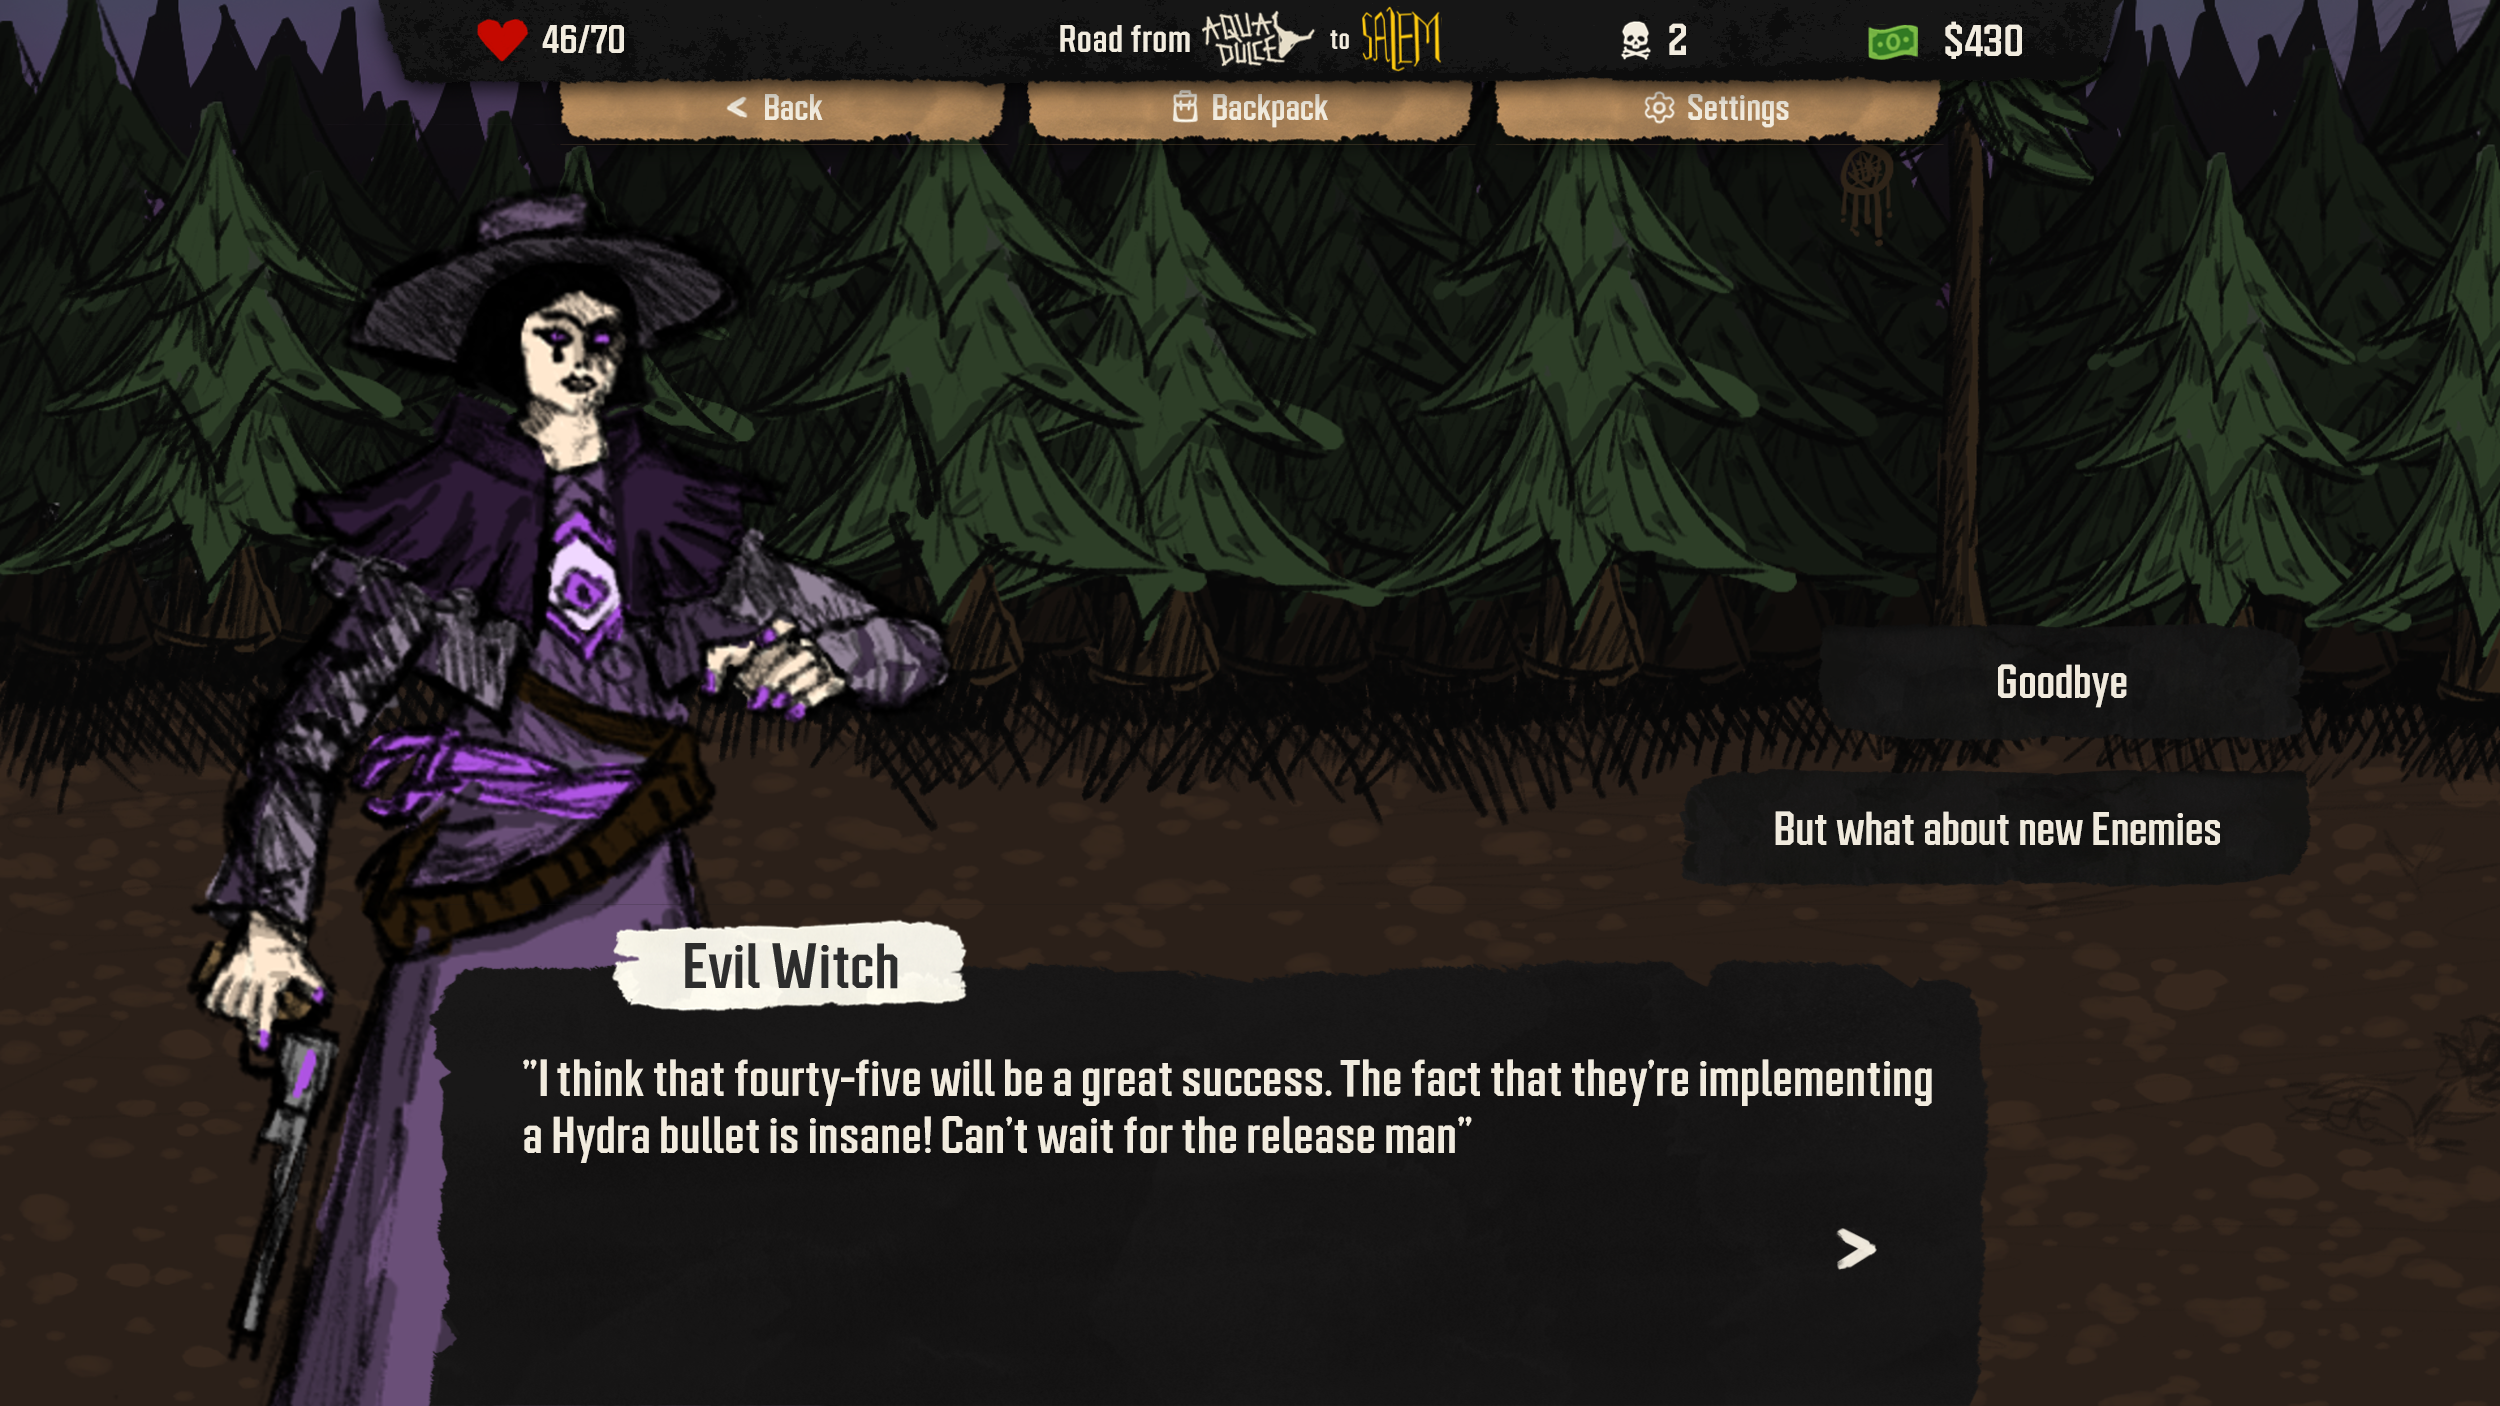 46/70
Road from AQUA DULCE to SALEM
2
$430
< Back
Backpack
Settings
Goodbye
But what about new Enemies
Evil Witch
"I think that fourty-five will be a great success. The fact that they're implementing
a Hydra bullet is insane! Can't wait for the release man"
>